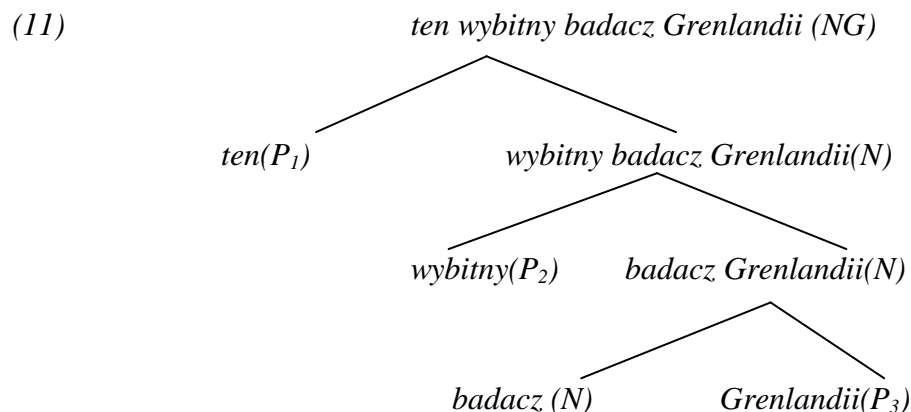 (11) ten wybitny badacz Grenlandii (NG)
ten(P₁) wybitny badacz Grenlandii(N)
wybitny(P₂) badacz Grenlandii(N)
badacz (N) Grenlandii(P₃)